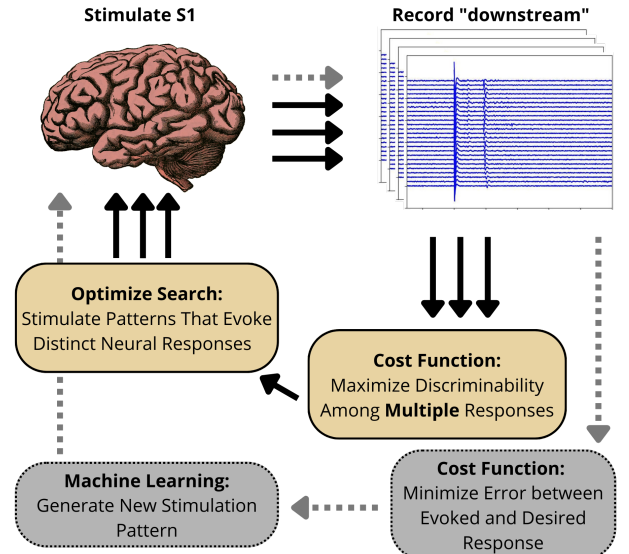 Stimulate S1
Record "downstream"
Optimize Search:
Stimulate Patterns That Evoke
Distinct Neural Responses
Cost Function:
Maximize Discriminability
Among Multiple Responses
Machine Learning:
Generate New Stimulation
Pattern
Cost Function:
Minimize Error between
Evoked and Desired
Response